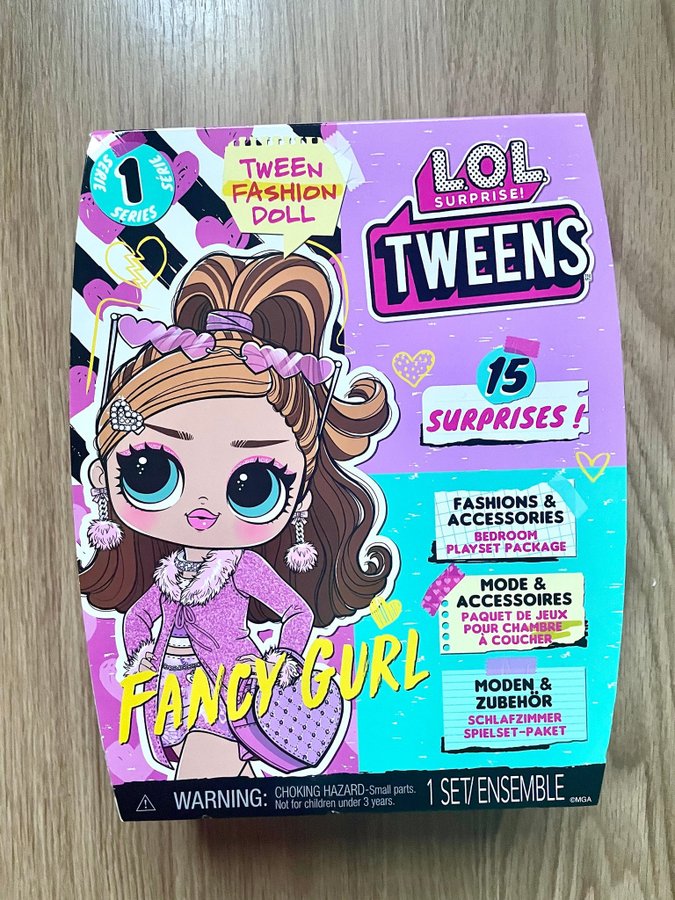 SÉRIE
SÉRIE
1
SERIES
TWEEN
FASHION
DOLL
L.O.L.
SURPRISE!
TWEENS
15
SURPRISES!
FASHIONS &
ACCESSORIES
BEDROOM
PLAYSET PACKAGE
MODE &
ACCESSOIRES
PAQUET DE JEUX
POUR CHAMBRE
À COUCHER
MODEN &
ZUBEHÖR
SCHLAFZIMMER
SPIELSET-PAKET
FANCY GURL
WARNING: CHOKING HAZARD-Small parts.
Not for children under 3 years.
1 SET/ENSEMBLE
©MGA